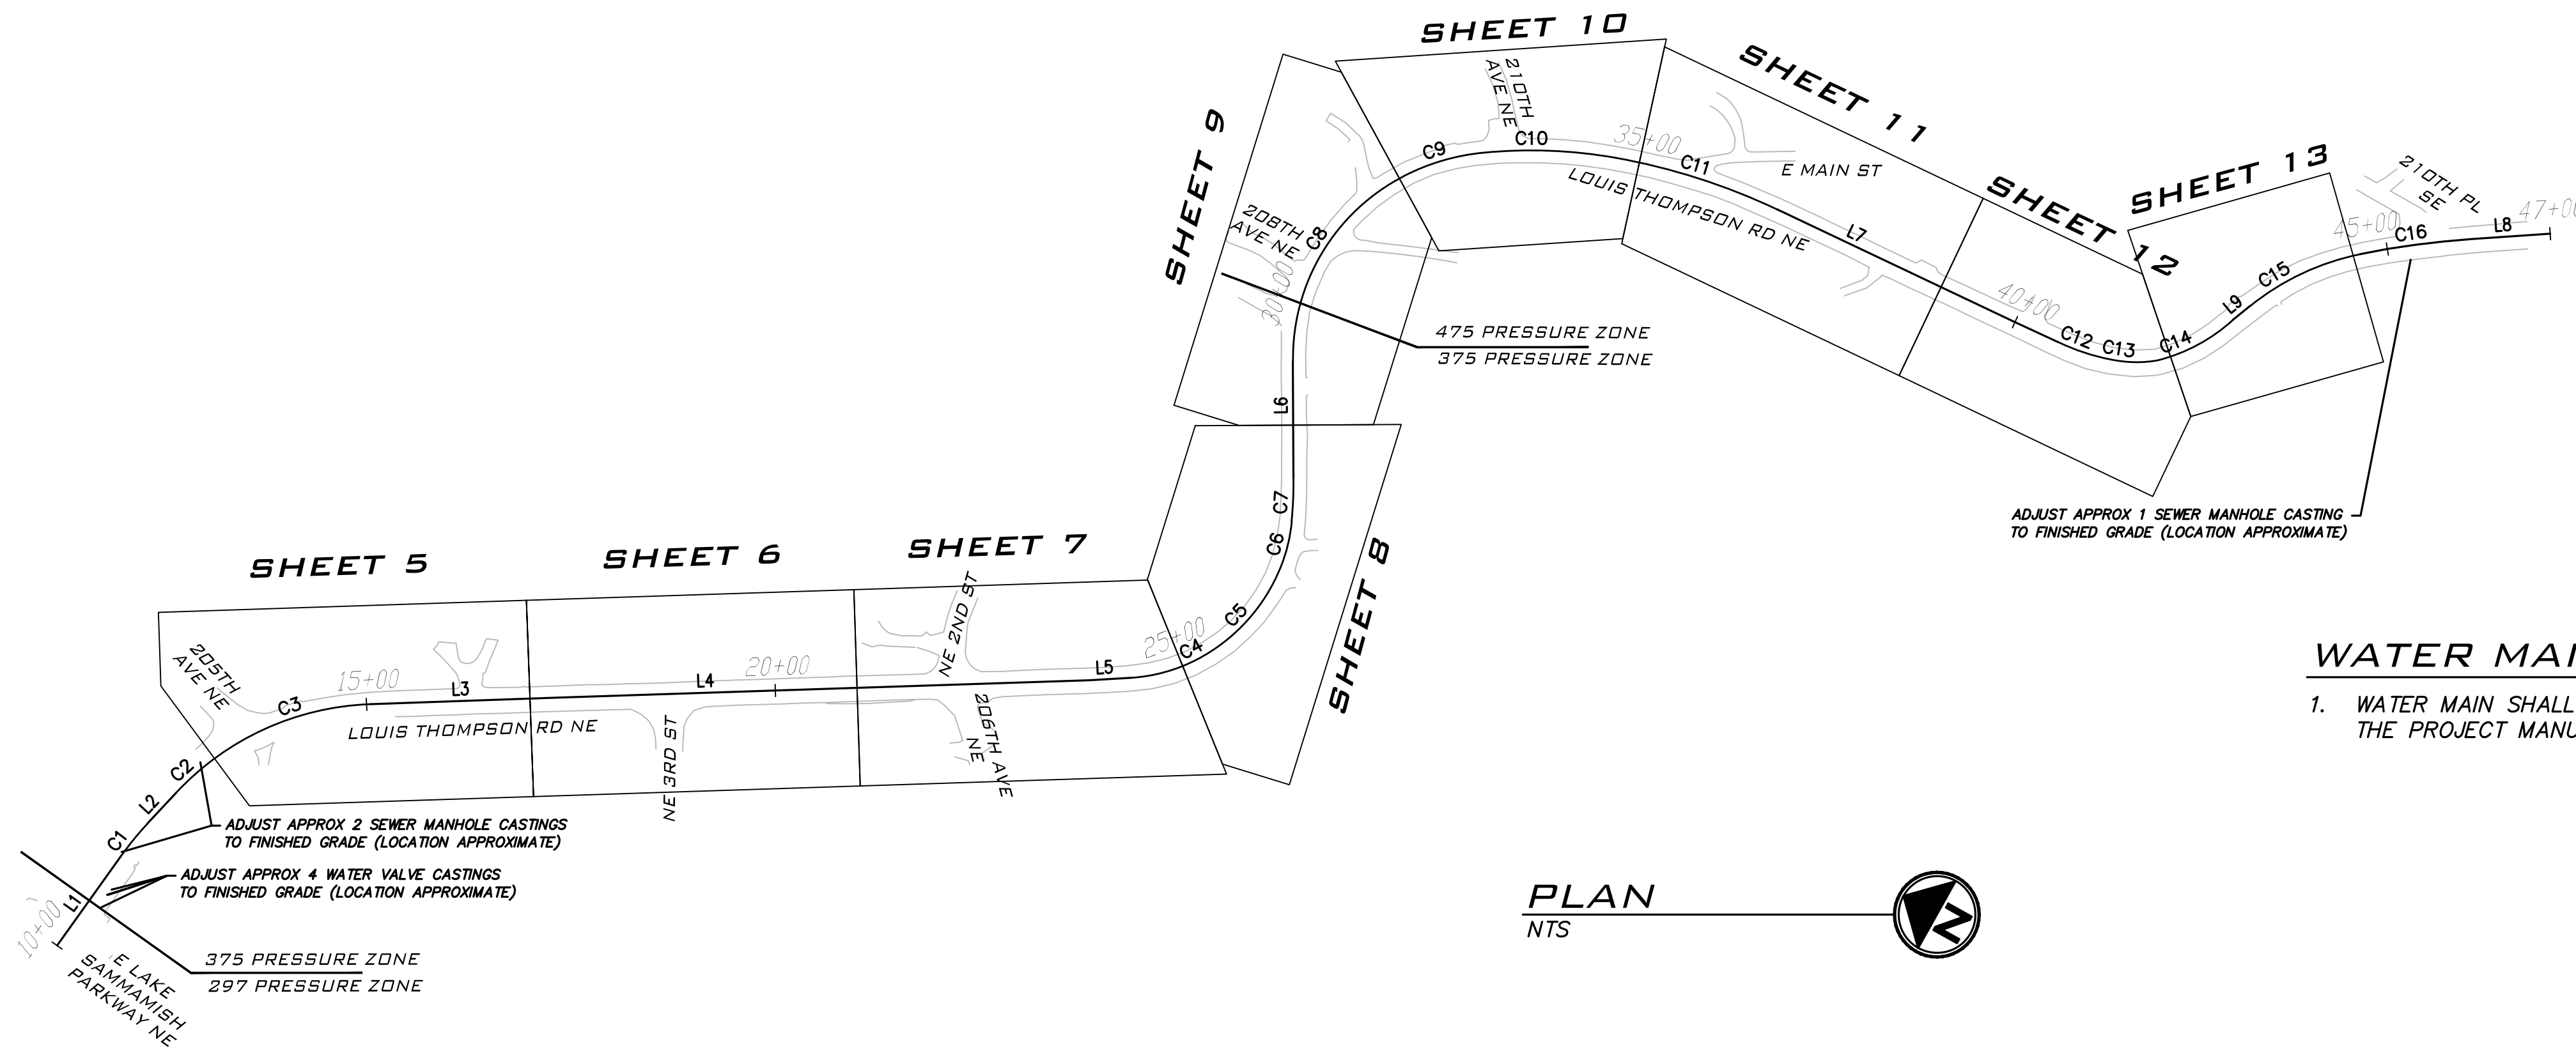 SHEET 10
SHEET 11
SHEET 9
SHEET 12
SHEET 13
210TH
AVE NE
C9
C10
35+00
C11
E MAIN ST
LOUIS THOMPSON RD NE
L7
208TH
AVE NE
C8
30+00
40+00
C12
C13
C14
L9
C15
45+00
C16
210TH PL
SE
L8
47+00
475 PRESSURE ZONE
375 PRESSURE ZONE
L6
C7
C6
C5
C4
25+00
SHEET 8
ADJUST APPROX 1 SEWER MANHOLE CASTING
TO FINISHED GRADE (LOCATION APPROXIMATE)
SHEET 5
SHEET 6
SHEET 7
NE 2ND ST
205TH
AVE NE
C3
15+00
L3
L4
20+00
L5
LOUIS THOMPSON RD NE
NE 3RD ST
206TH AVE
NE
C2
L2
C1
ADJUST APPROX 2 SEWER MANHOLE CASTINGS
TO FINISHED GRADE (LOCATION APPROXIMATE)
ADJUST APPROX 4 WATER VALVE CASTINGS
TO FINISHED GRADE (LOCATION APPROXIMATE)
L1
10+00
375 PRESSURE ZONE
297 PRESSURE ZONE
E LAKE
SAMMAMISH
PARKWAY NE
PLAN
NTS
N
WATER MAI
1. WATER MAIN SHALL
THE PROJECT MANU